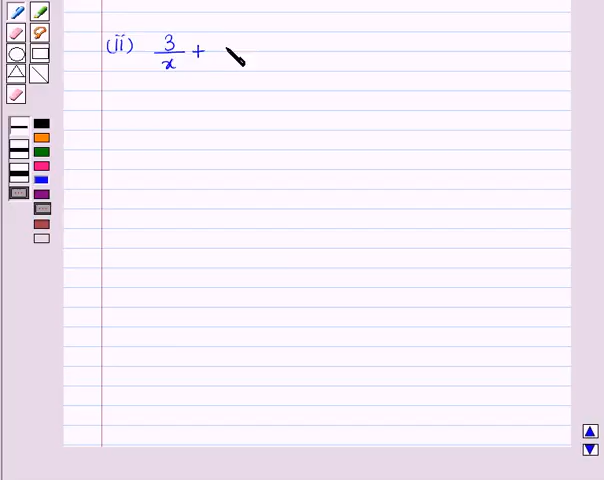 (ii) 3/x +